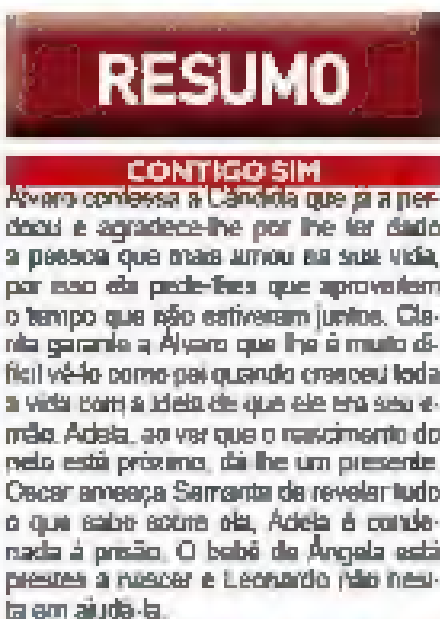 RESUMO
CONTIGO SIM
Álvaro confessa a Cândida que já a per-
doou e agradece-lhe por lhe ter dado
a pessoa que mais amou na sua vida,
por isso ela pede-lhes que aproveitem
o tempo que não estiveram juntos. Cla-
rita garante a Álvaro que lhe é muito di-
fícil vê-lo como pai quando cresceu toda
a vida com a ideia de que ele era seu ir-
mão. Adela, ao ver que o nascimento do
neto está próximo, dá-lhe um presente.
Oscar ameaça Samanta de revelar tudo
o que sabe sobre ela, Adela é conde-
nada à prisão. O bebé de Ângela está
prestes a nascer e Leonardo não hesi-
ta em ajudá-la.